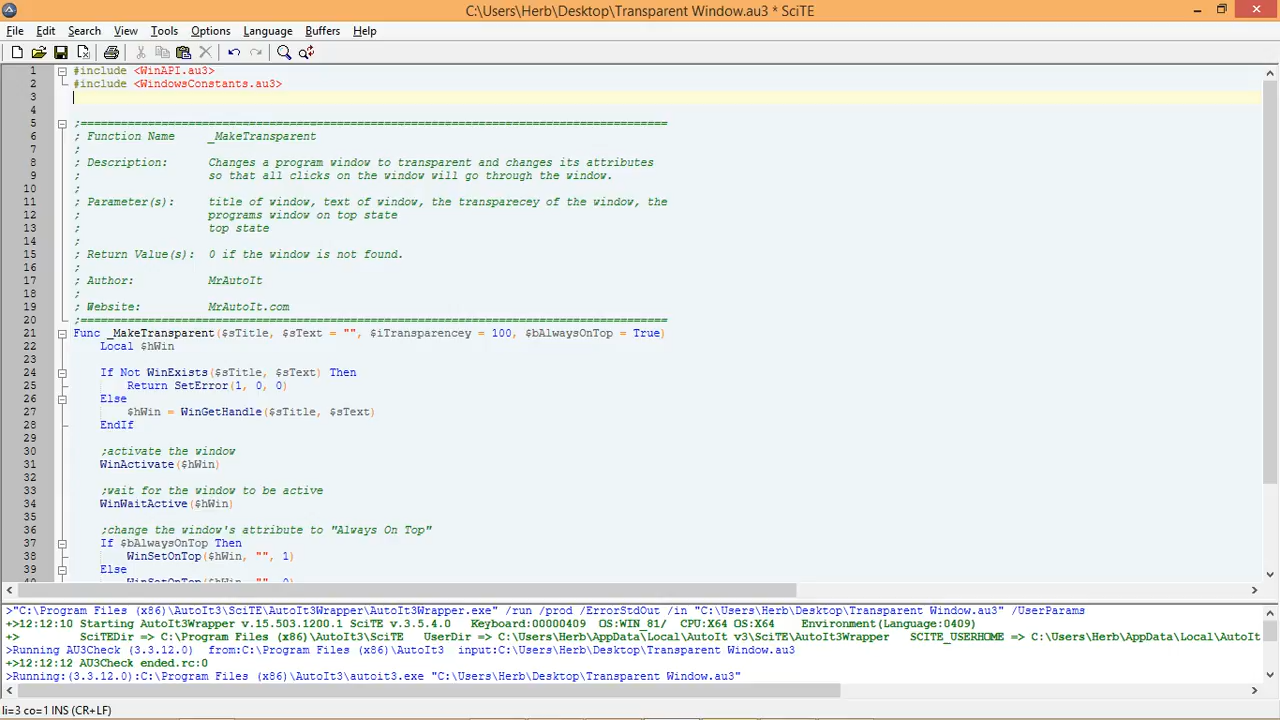 C:\Users\Herb\Desktop\Transparent Window.au3 * SciTE
File Edit Search View Tools Options Language Buffers Help
1 #include <WinAPI.au3>
2 #include <WindowsConstants.au3>
3
4
5 ;=======================================================================================
6 ; Function Name _MakeTransparent
7 ;
8 ; Description: Changes a program window to transparent and changes its attributes
9 ; so that all clicks on the window will go through the window.
10 ;
11 ; Parameter(s): title of window, text of window, the transparecey of the window, the
12 ; programs window on top state
13 ; top state
14 ;
15 ; Return Value(s): 0 if the window is not found.
16 ;
17 ; Author: MrAutoIt
18 ;
19 ; Website: MrAutoIt.com
20 ;=======================================================================================
21 Func _MakeTransparent($sTitle, $sText = "", $iTransparencey = 100, $bAlwaysOnTop = True)
22 Local $hWin
23
24 If Not WinExists($sTitle, $sText) Then
25 Return SetError(1, 0, 0)
26 Else
27 $hWin = WinGetHandle($sTitle, $sText)
28 EndIf
29
30 ;activate the window
31 WinActivate($hWin)
32
33 ;wait for the window to be active
34 WinWaitActive($hWin)
35
36 ;change the window's attribute to "Always On Top"
37 If $bAlwaysOnTop Then
38 WinSetOnTop($hWin, "", 1)
39 Else
40 WinSetOnTop($hWin, "", 0)
>"C:\Program Files (x86)\AutoIt3\SciTE\AutoIt3Wrapper\AutoIt3Wrapper.exe" /run /prod /ErrorStdOut /in "C:\Users\Herb\Desktop\Transparent Window.au3" /UserParams
+>12:12:10 Starting AutoIt3Wrapper v.15.503.1200.1 SciTE v.3.5.4.0 Keyboard:00000409 OS:WIN_81/ CPU:X64 OS:X64 Environment(Language:0409)
+> SciTEDir => C:\Program Files (x86)\AutoIt3\SciTE UserDir => C:\Users\Herb\AppData\Local\AutoIt v3\SciTE\AutoIt3Wrapper SCITE_USERHOME => C:\Users\Herb\AppData\Local\AutoIt
>Running AU3Check (3.3.12.0) from:C:\Program Files (x86)\AutoIt3 input:C:\Users\Herb\Desktop\Transparent Window.au3
+>12:12:12 AU3Check ended.rc:0
>Running:(3.3.12.0):C:\Program Files (x86)\AutoIt3\autoit3.exe "C:\Users\Herb\Desktop\Transparent Window.au3"
li=3 co=1 INS (CR+LF)